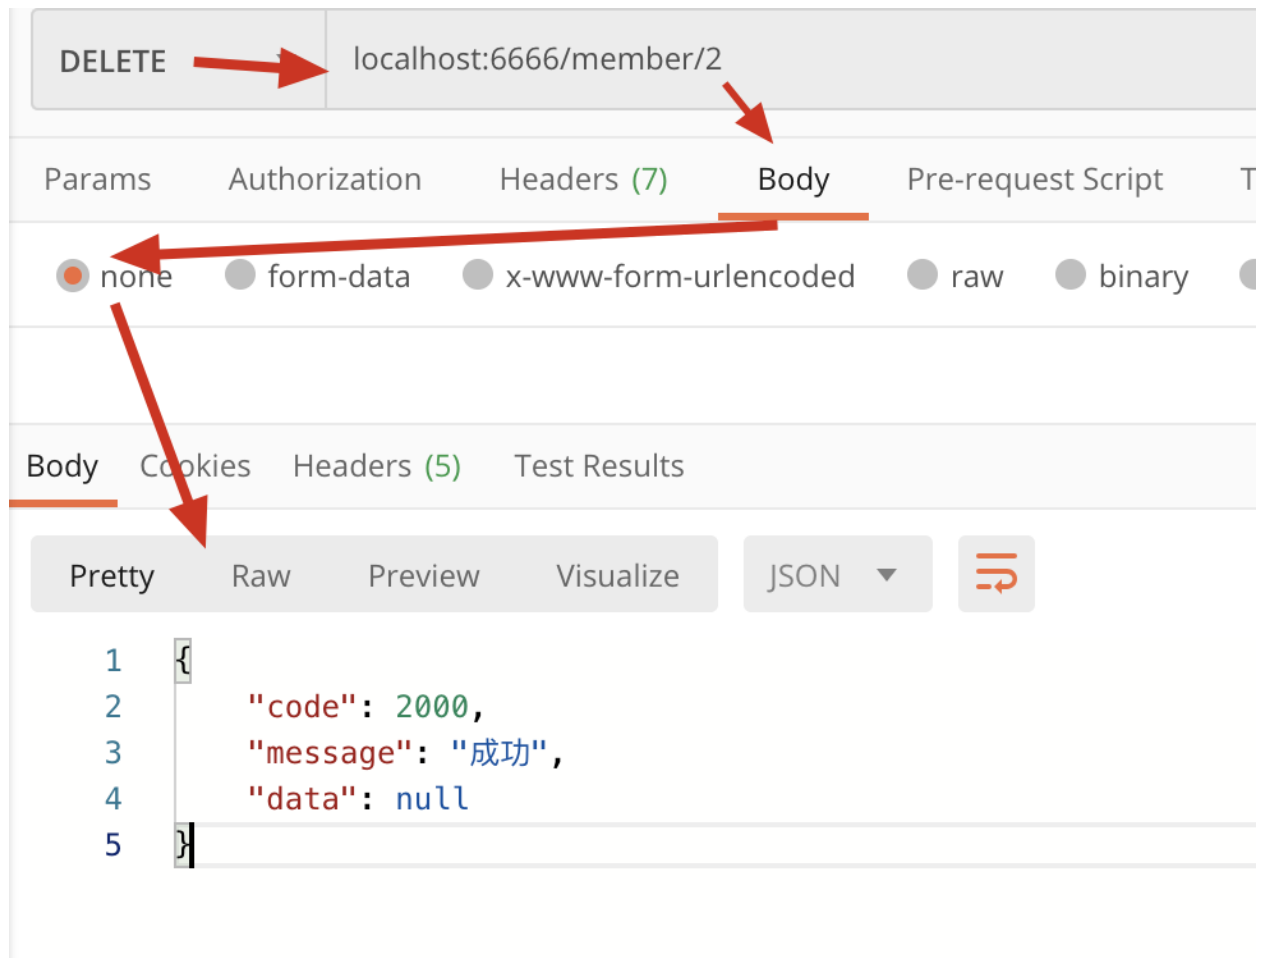 DELETE localhost:6666/member/2
Params Authorization Headers (7) Body Pre-request Script T
none form-data x-www-form-urlencoded raw binary
Body Cookies Headers (5) Test Results
Pretty Raw Preview Visualize JSON
1 {
2 "code": 2000,
3 "message": "成功",
4 "data": null
5 }